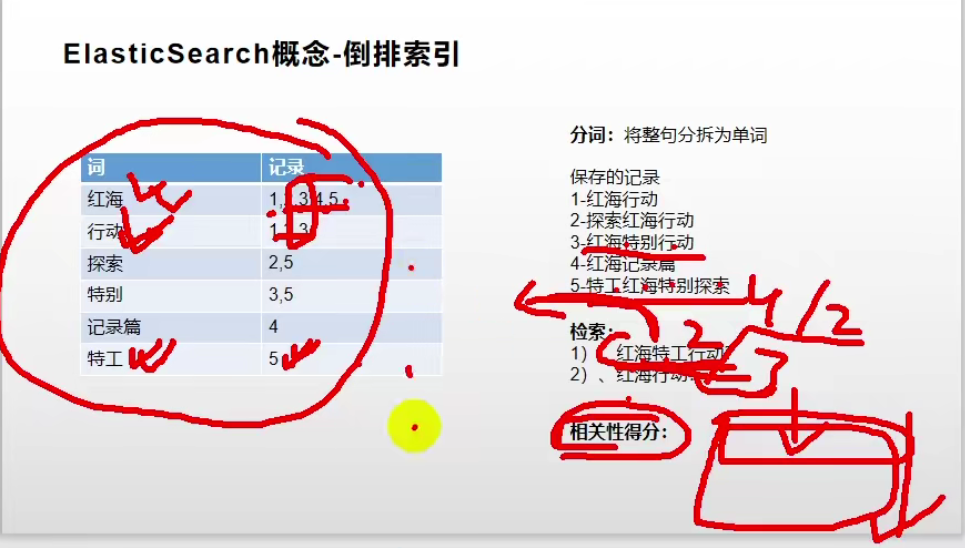 ElasticSearch概念-倒排索引
词 记录
红海 1,2,3,4,5
行动 1,2,3
探索 2,5
特别 3,5
记录篇 4
特工 5
分词：将整句分拆为单词
保存的记录
1-红海行动
2-探索红海行动
3-红海特别行动
4-红海记录篇
5-特工红海特别探索
检索：
1）、红海特工行动
2）、红海行动
相关性得分：
2
2/3
4/2